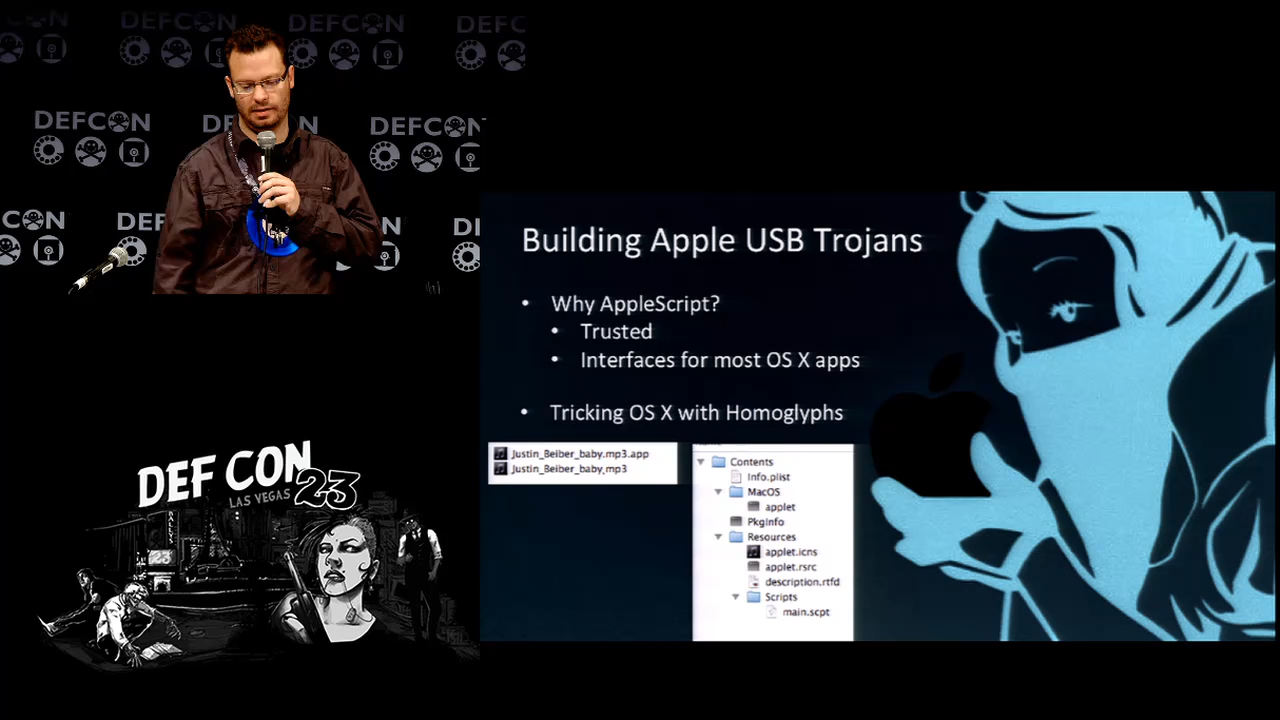 DEFCON
DEFCON
DEFC
DEFCON
DEFCON
DEFCON
DEF CON
LAS VEGAS 23
Building Apple USB Trojans
• Why AppleScript?
• Trusted
• Interfaces for most OS X apps
• Tricking OS X with Homoglyphs
Justin_Beiber_baby.mp3.app
Justin_Beiber_baby.mp3
Contents
Info.plist
MacOS
applet
PkgInfo
Resources
applet.icns
applet.rsrc
description.rtfd
Scripts
main.scpt